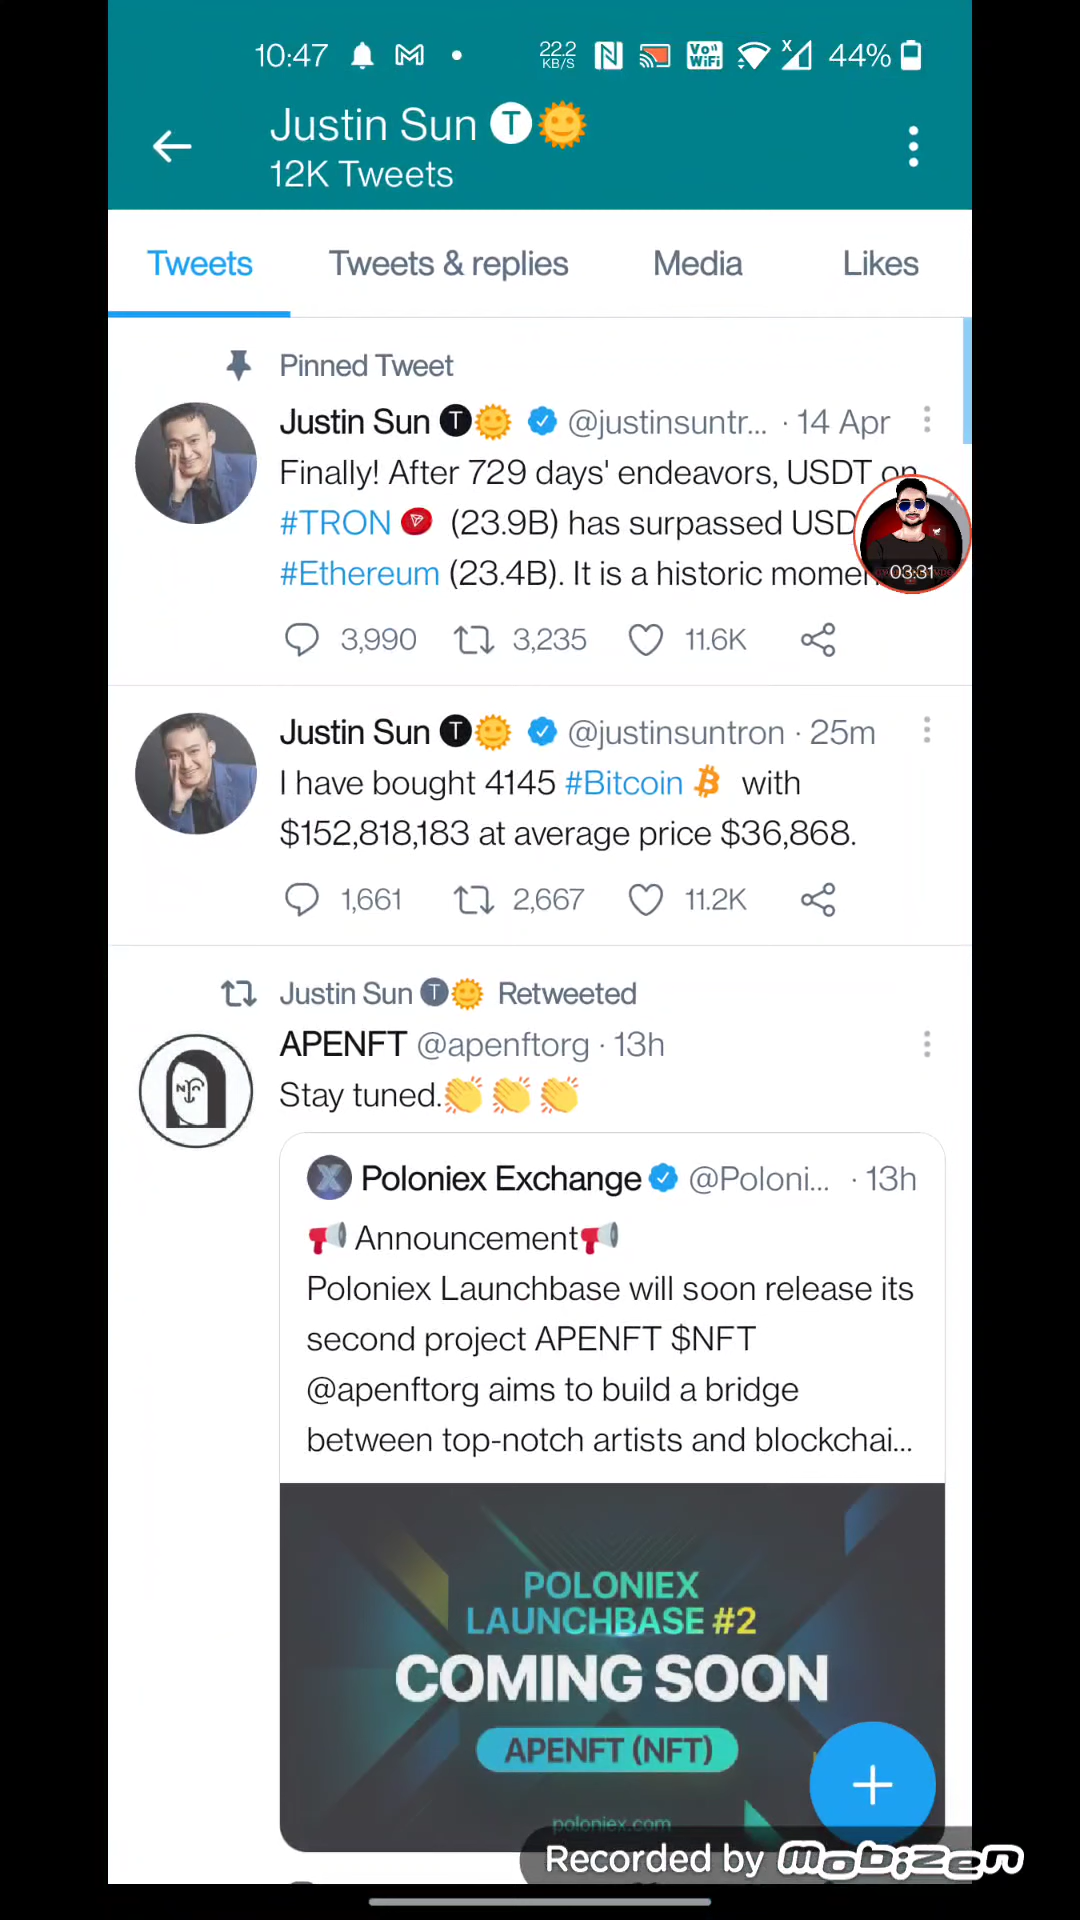 10:47 22.2 KB/S Vo)) WiFi X 44%
Justin Sun T🌞
12K Tweets
Tweets Tweets & replies Media Likes
Pinned Tweet
Justin Sun T🌞 @justinsuntr... · 14 Apr
Finally! After 729 days' endeavors, USDT on
#TRON (23.9B) has surpassed USD
#Ethereum (23.4B). It is a historic momen
03:31
3,990 3,235 11.6K
Justin Sun T🌞 @justinsuntron · 25m
I have bought 4145 #Bitcoin ₿ with
$152,818,183 at average price $36,868.
1,661 2,667 11.2K
Justin Sun T🌞 Retweeted
APENFT @apenftorg · 13h
Stay tuned.👏👏👏
Poloniex Exchange @Poloni... · 13h
📢Announcement📢
Poloniex Launchbase will soon release its
second project APENFT $NFT
@apenftorg aims to build a bridge
between top-notch artists and blockchai...
POLONIEX
LAUNCHBASE #2
COMING SOON
APENFT (NFT)
poloniex.com
Recorded by Mobizen